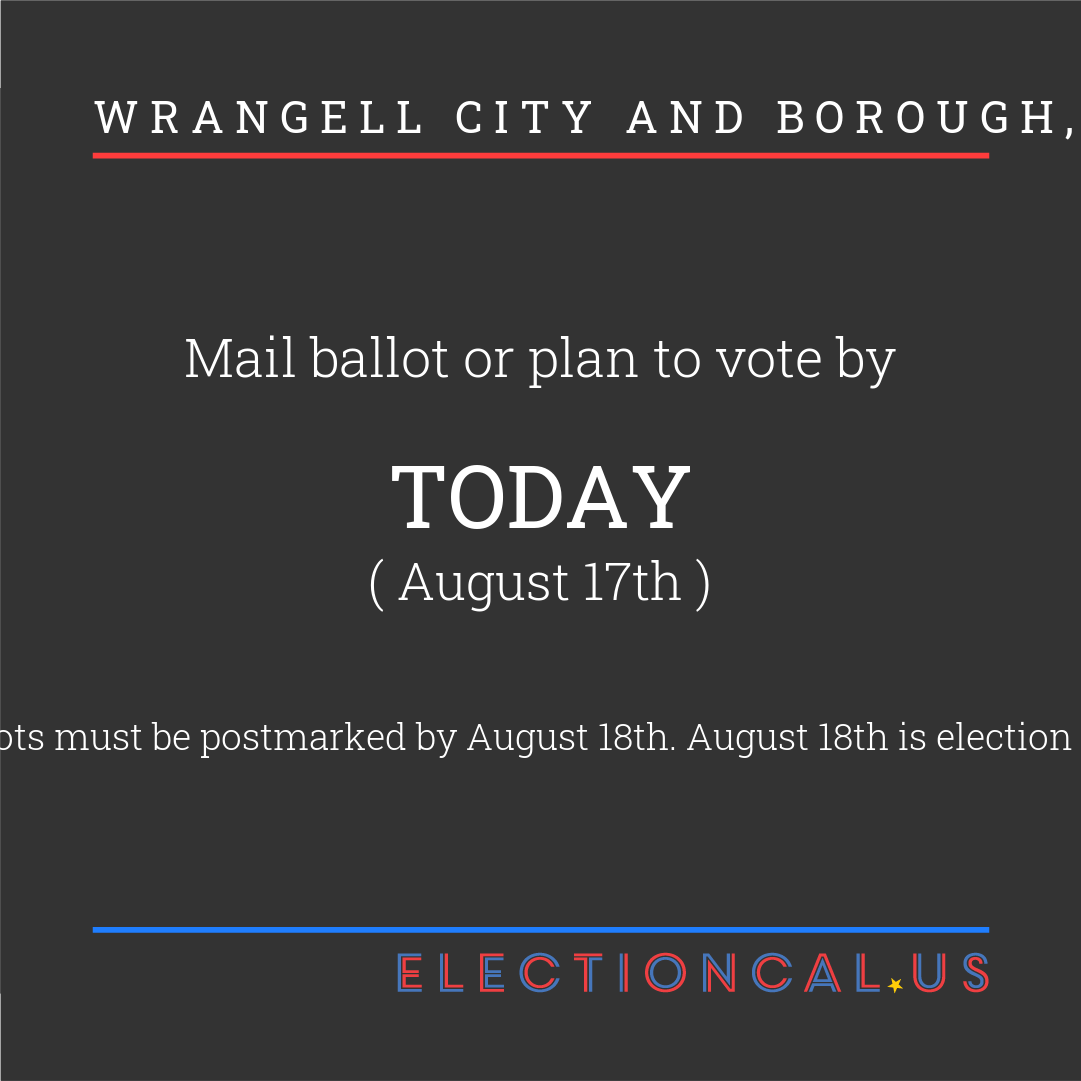 WRANGELL CITY AND BOROUGH,
Mail ballot or plan to vote by
TODAY
( August 17th )
ots must be postmarked by August 18th. August 18th is election
ELECTIONCAL.US